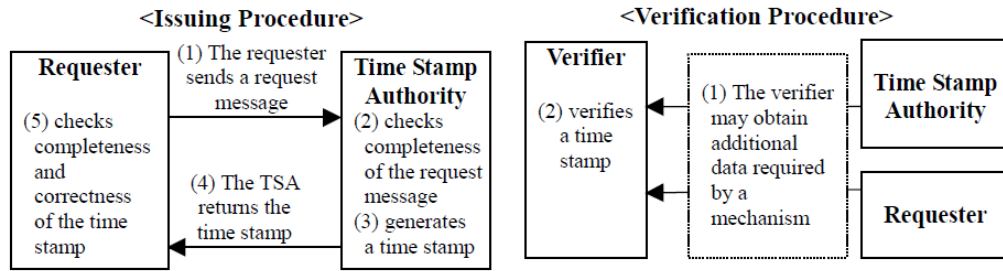 <Issuing Procedure>
Requester
(5) checks
completeness
and
correctness
of the time
stamp
(1) The requester
sends a request
message
(4) The TSA
returns the
time stamp
Time Stamp
Authority
(2) checks
completeness
of the request
message
(3) generates
a time stamp
<Verification Procedure>
Verifier
(2) verifies
a time
stamp
(1) The verifier
may obtain
additional
data required
by a
mechanism
Time Stamp
Authority
Requester